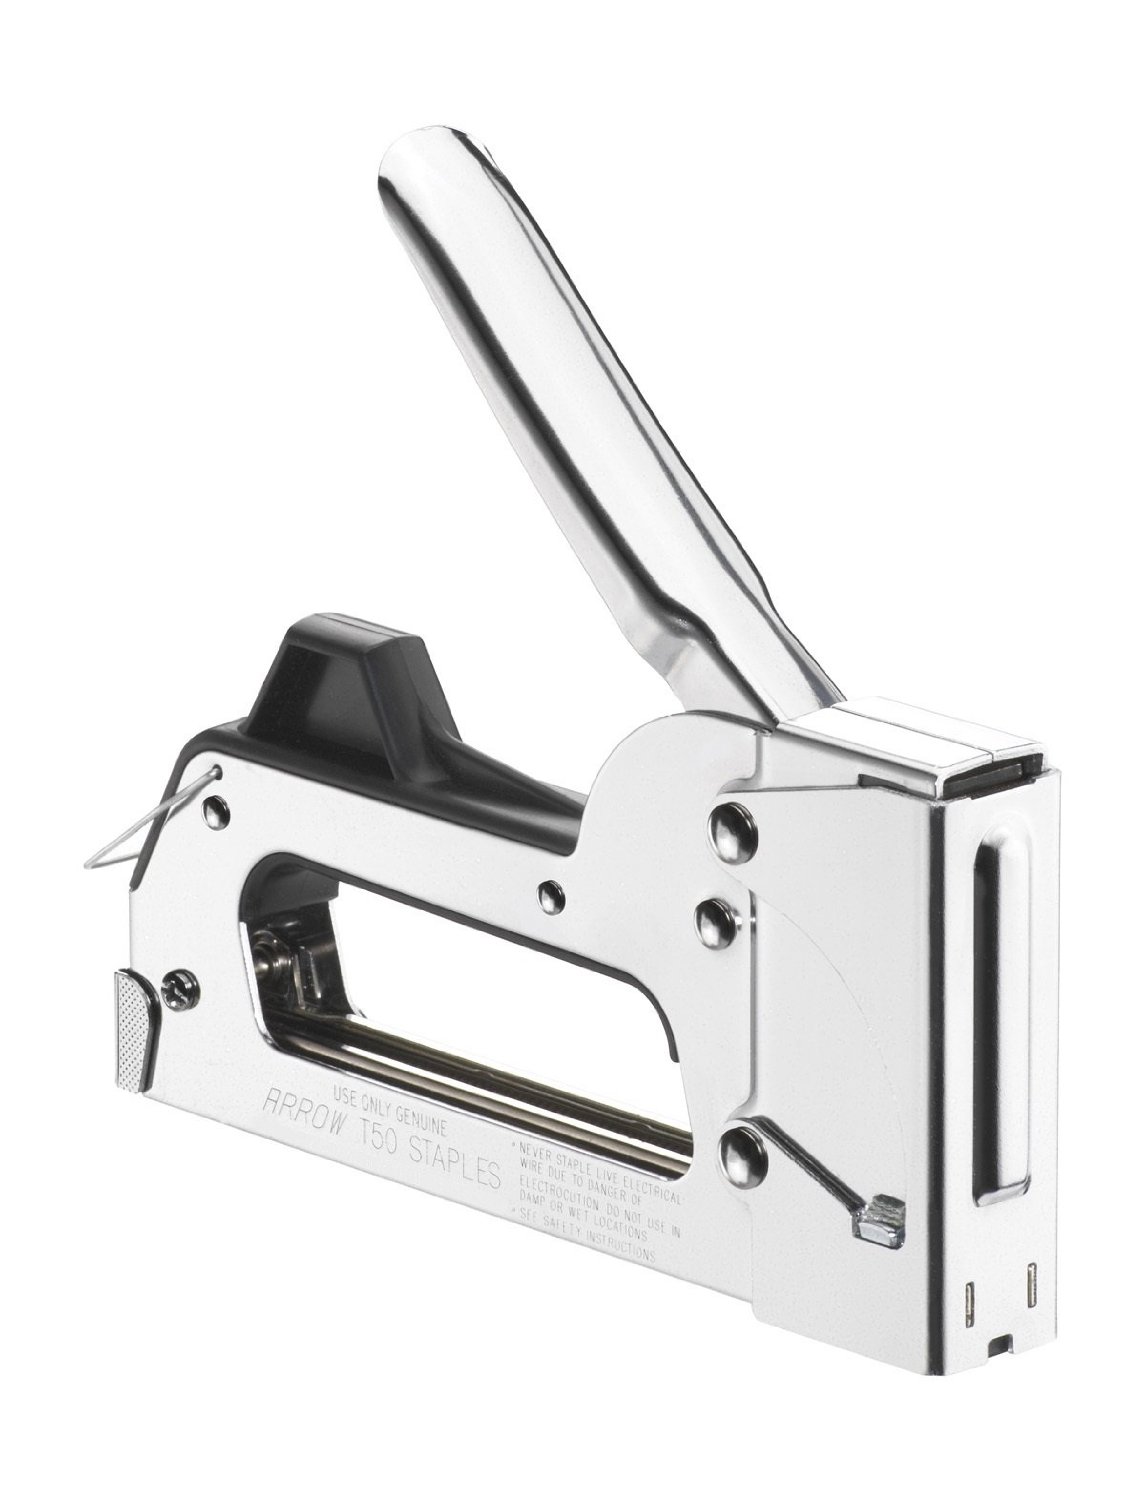 USE ONLY GENUINE
ARROW T50 STAPLES
• NEVER STAPLE LIVE ELECTRICAL
WIRE DUE TO DANGER OF
ELECTROCUTION. DO NOT USE IN
DAMP OR WET LOCATIONS
• SEE SAFETY INSTRUCTIONS